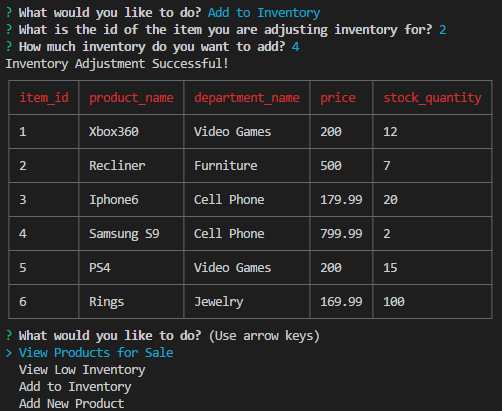 ? What would you like to do? Add to Inventory
? What is the id of the item you are adjusting inventory for? 2
? How much inventory do you want to add? 4
Inventory Adjustment Successful!
item_id product_name department_name price stock_quantity
1 Xbox360 Video Games 200 12
2 Recliner Furniture 500 7
3 Iphone6 Cell Phone 179.99 20
4 Samsung S9 Cell Phone 799.99 2
5 PS4 Video Games 200 15
6 Rings Jewelry 169.99 100
? What would you like to do? (Use arrow keys)
> View Products for Sale
View Low Inventory
Add to Inventory
Add New Product